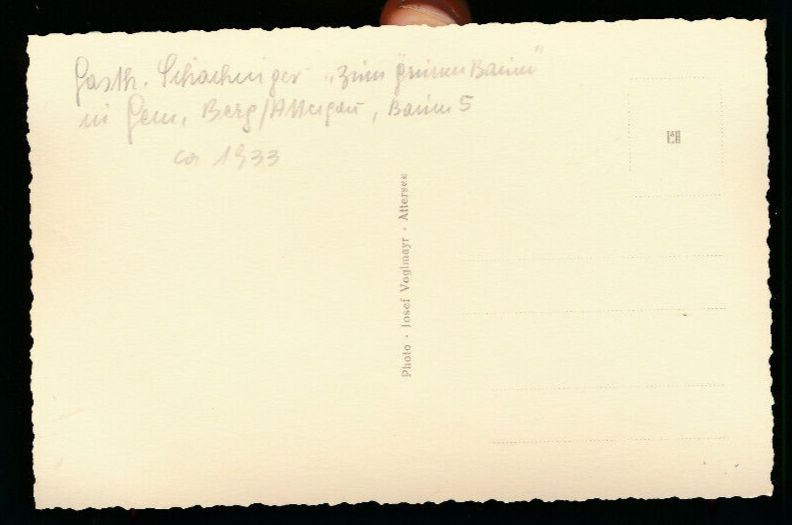 Gasth. Schachinger "Zum grünen Baum"
in Gem. Berg/Attergau, Baum 5
ca 1933
Photo · Josef Voglmayr · Attersee